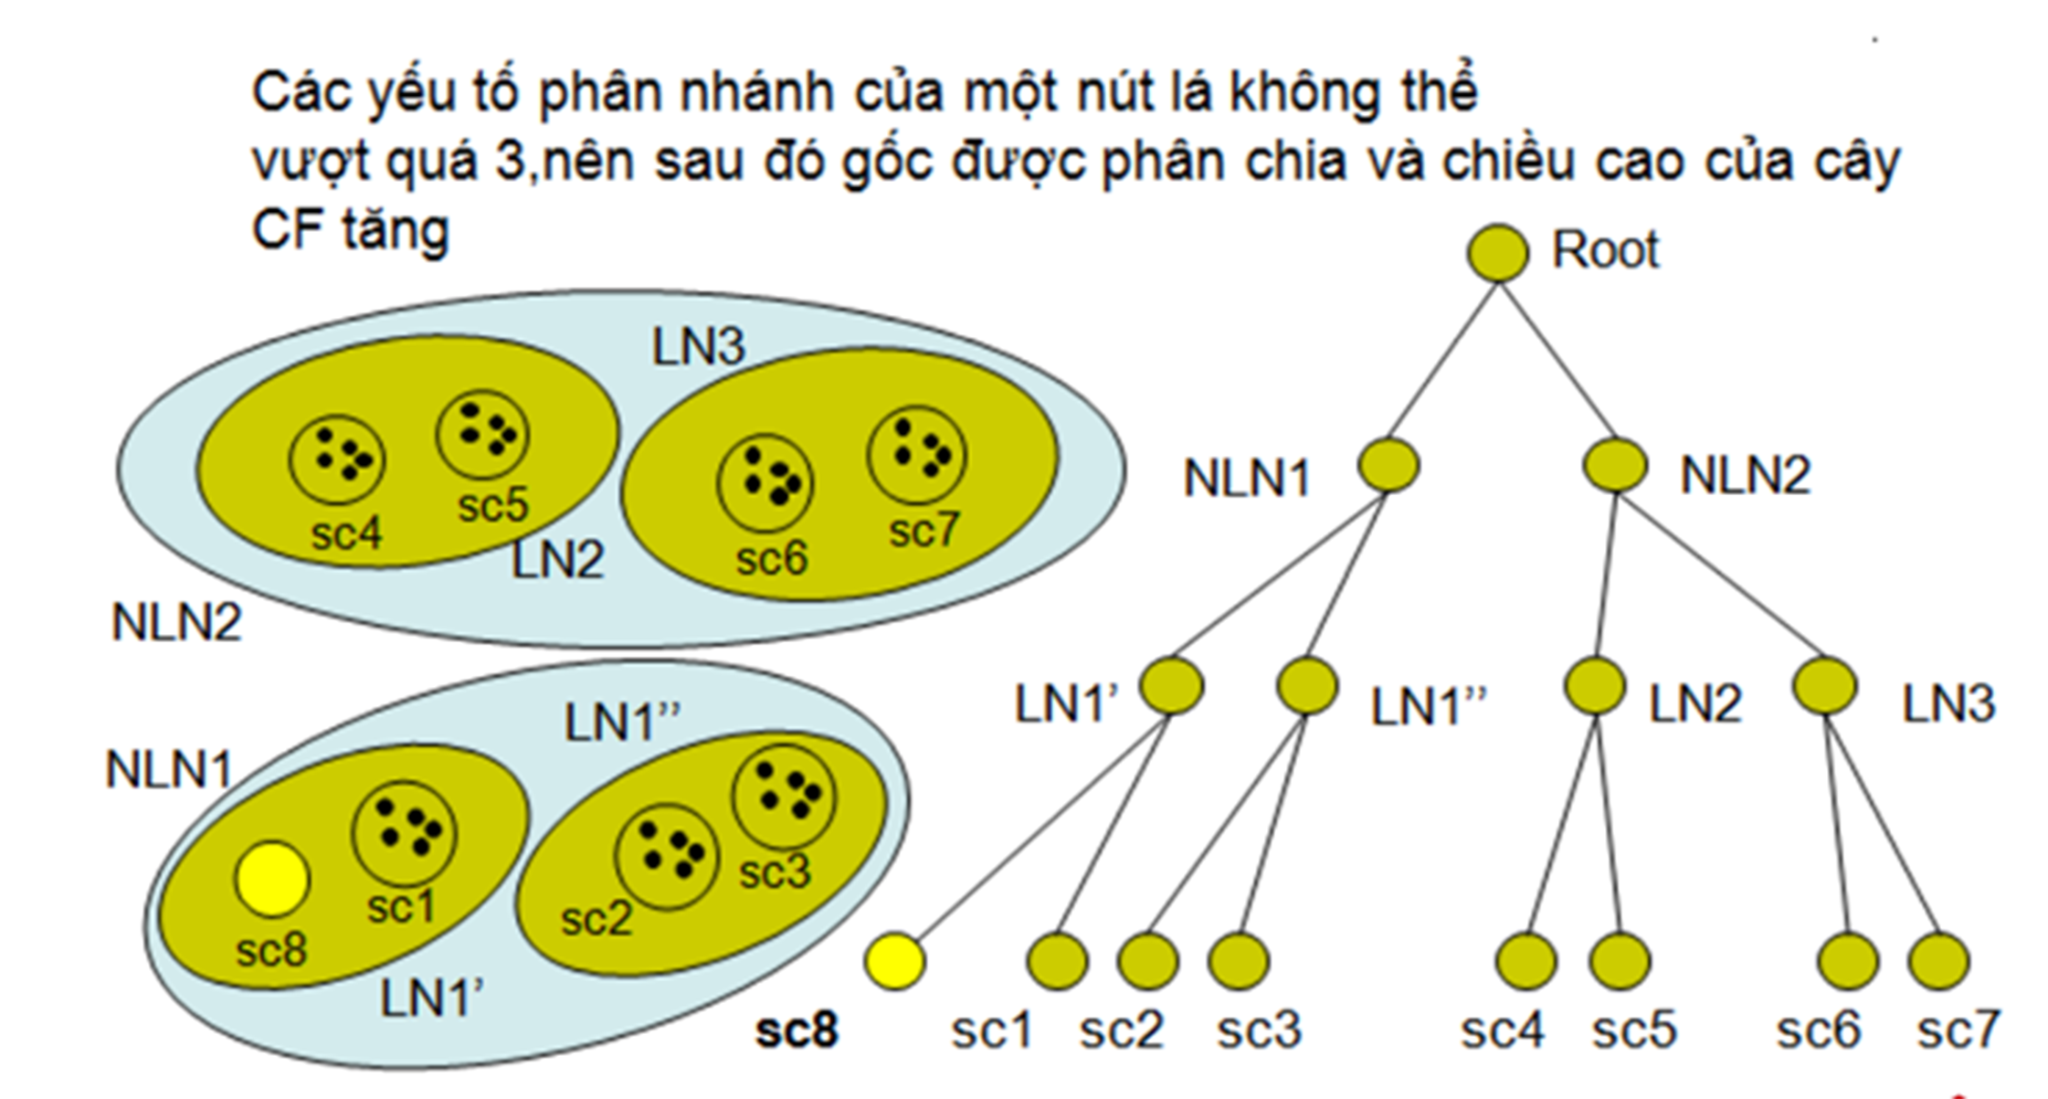 Các yếu tố phân nhánh của một nút lá không thể
vượt quá 3,nên sau đó gốc được phân chia và chiều cao của cây
CF tăng
Root
LN3
sc4
sc5
LN2
sc6
sc7
NLN2
NLN1
NLN2
LN1’
LN1’’
LN2
LN3
NLN1
LN1’’
sc8
sc1
sc2
sc3
LN1’
sc8
sc1
sc2
sc3
sc4
sc5
sc6
sc7